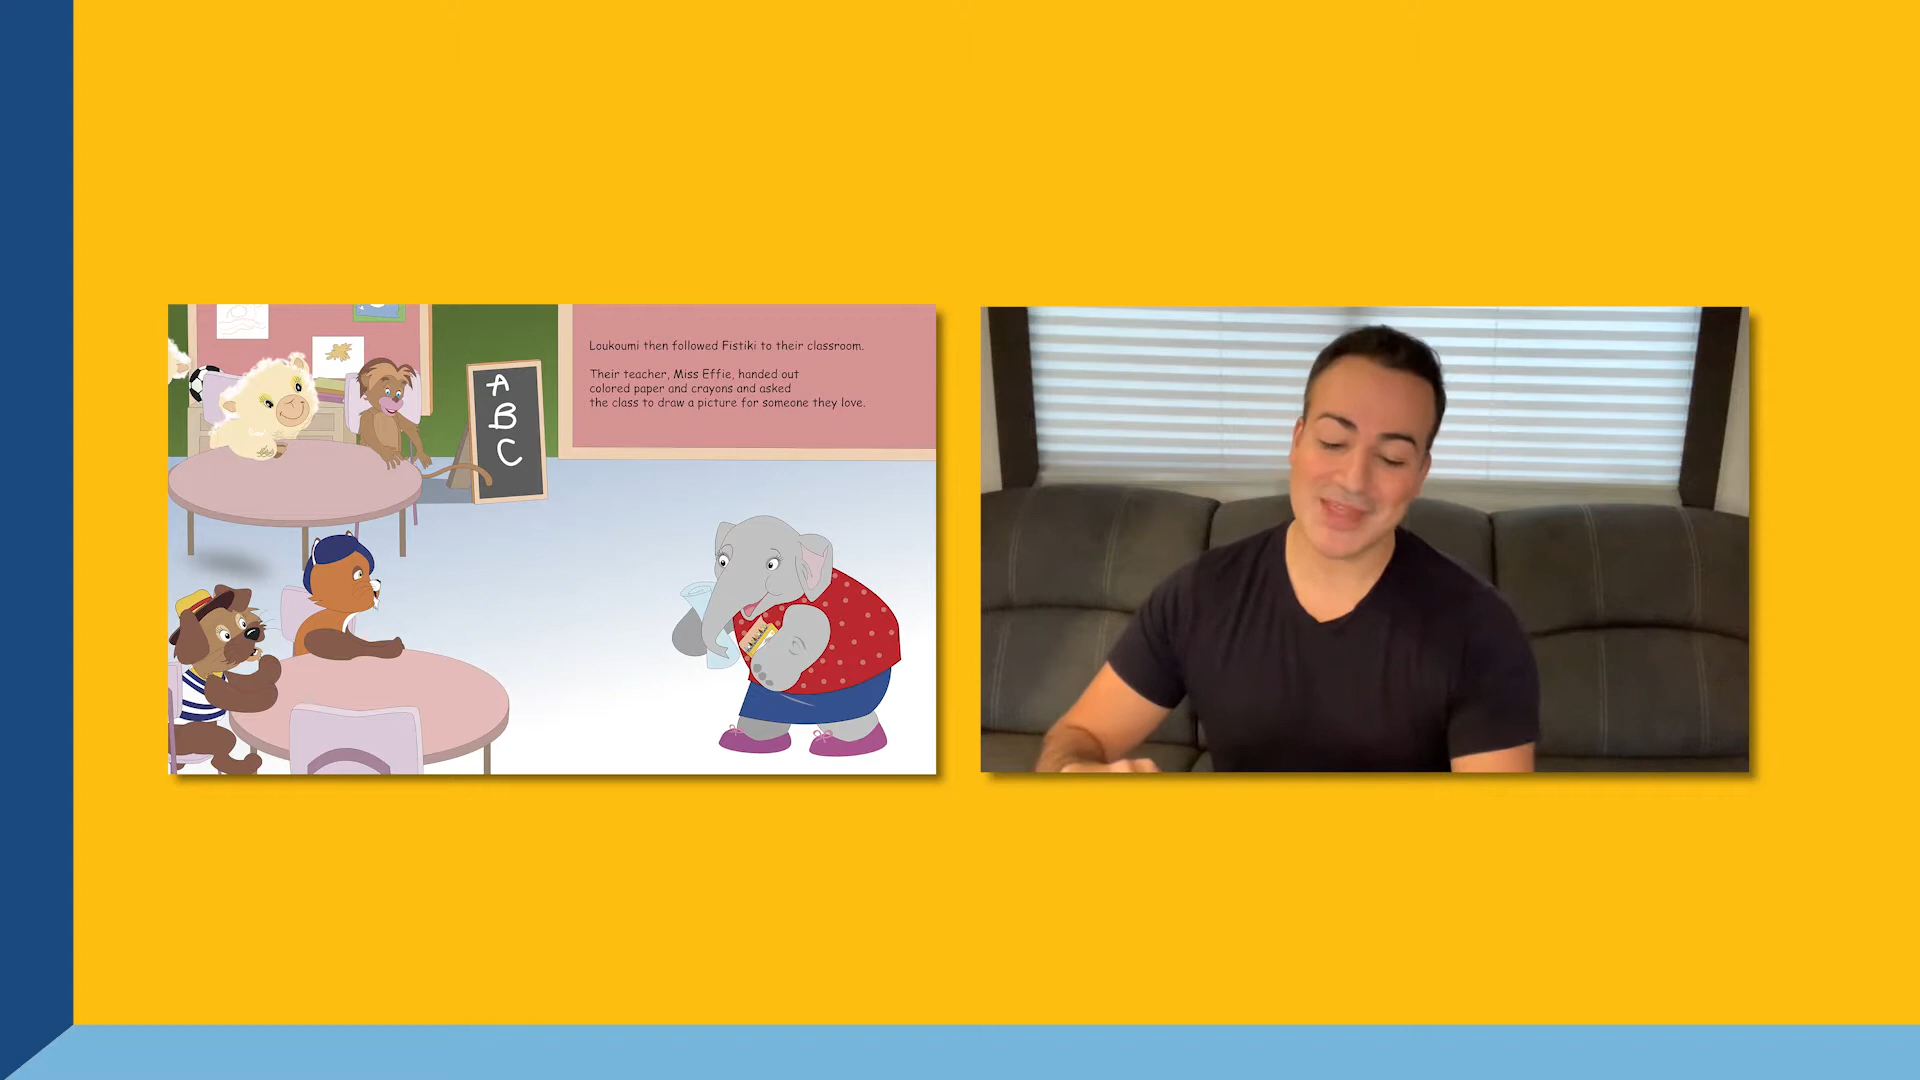 Loukoumi then followed Fistiki to their classroom.
Their teacher, Miss Effie, handed out
colored paper and crayons and asked
the class to draw a picture for someone they love.
A
B
C